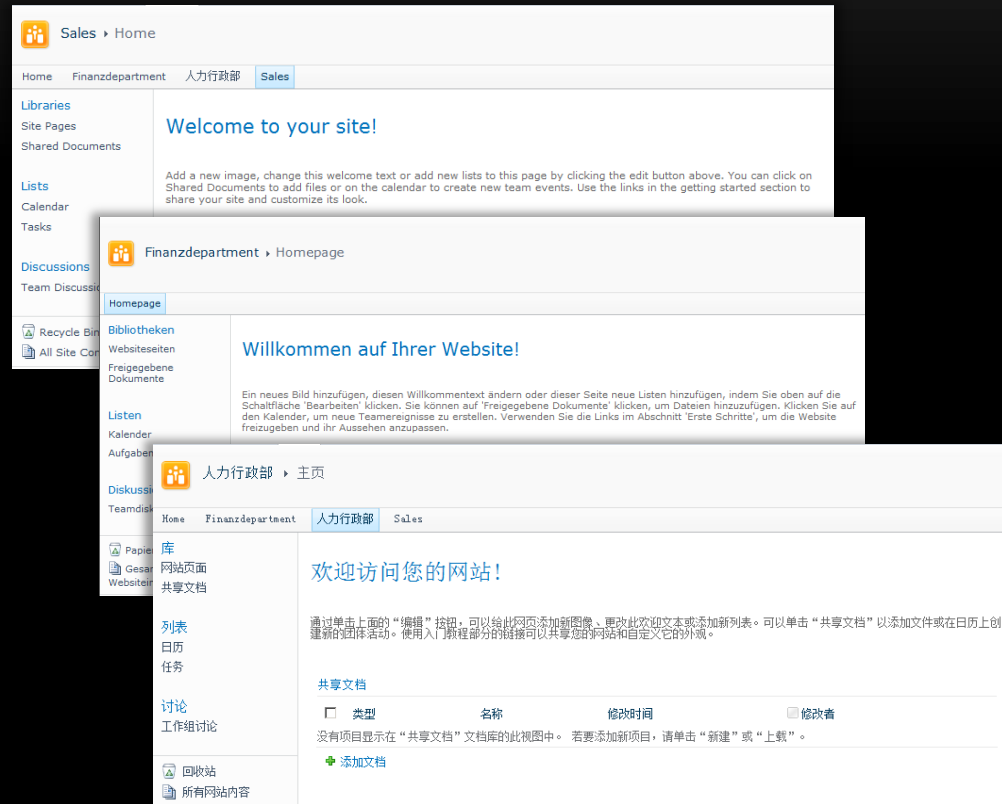 Sales ▸ Home
Home Finanzdepartment 人力行政部 Sales
Libraries
Site Pages
Shared Documents
Lists
Calendar
Tasks
Discussions
Team Discussi
Recycle Bin
All Site Con
Welcome to your site!
Add a new image, change this welcome text or add new lists to this page by clicking the edit button above. You can click on
Shared Documents to add files or on the calendar to create new team events. Use the links in the getting started section to
share your site and customize its look.
Finanzdepartment ▸ Homepage
Homepage
Bibliotheken
Websiteseiten
Freigegebene
Dokumente
Listen
Kalender
Aufgaben
Diskussi
Teamdisk
Papier
Gesam
Websitein
Willkommen auf Ihrer Website!
Ein neues Bild hinzufügen, diesen Willkommentext ändern oder dieser Seite neue Listen hinzufügen, indem Sie oben auf die
Schaltfläche 'Bearbeiten' klicken. Sie können auf 'Freigegebene Dokumente' klicken, um Dateien hinzuzufügen. Klicken Sie auf
den Kalender, um neue Teamereignisse zu erstellen. Verwenden Sie die Links im Abschnitt 'Erste Schritte', um die Website
freizugeben und ihr Aussehen anzupassen.
人力行政部 ▸ 主页
Home Finanzdepartment 人力行政部 Sales
库
网站页面
共享文档
列表
日历
任务
讨论
工作组讨论
回收站
所有网站内容
欢迎访问您的网站！
通过单击上面的“编辑”按钮，可以给此网页添加新图像、更改此欢迎文本或添加新列表。可以单击“共享文档”以添加文件或在日历上创
建新的团体活动。使用入门教程部分的链接可以共享您的网站和自定义它的外观。
共享文档
类型 名称 修改时间 修改者
没有项目显示在“共享文档”文档库的此视图中。 若要添加新项目，请单击“新建”或“上载”。
添加文档